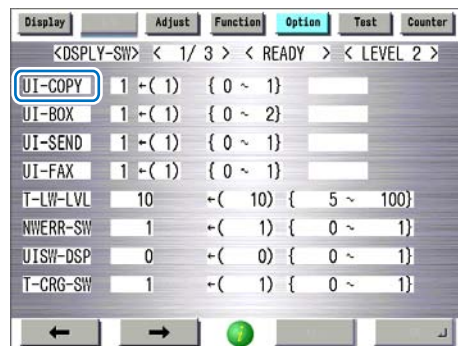 Display Adjust Function Option Test Counter
<DSPLY-SW> < 1/ 3 > < READY > < LEVEL 2 >
UI-COPY 1 ←( 1) { 0 ~ 1}
UI-BOX 1 ←( 1) { 0 ~ 2}
UI-SEND 1 ←( 1) { 0 ~ 1}
UI-FAX 1 ←( 1) { 0 ~ 1}
T-LW-LVL 10 ←( 10) { 5 ~ 100}
NWERR-SW 1 ←( 1) { 0 ~ 1}
UISW-DSP 0 ←( 0) { 0 ~ 1}
T-CRG-SW 1 ←( 1) { 0 ~ 1}
← → i